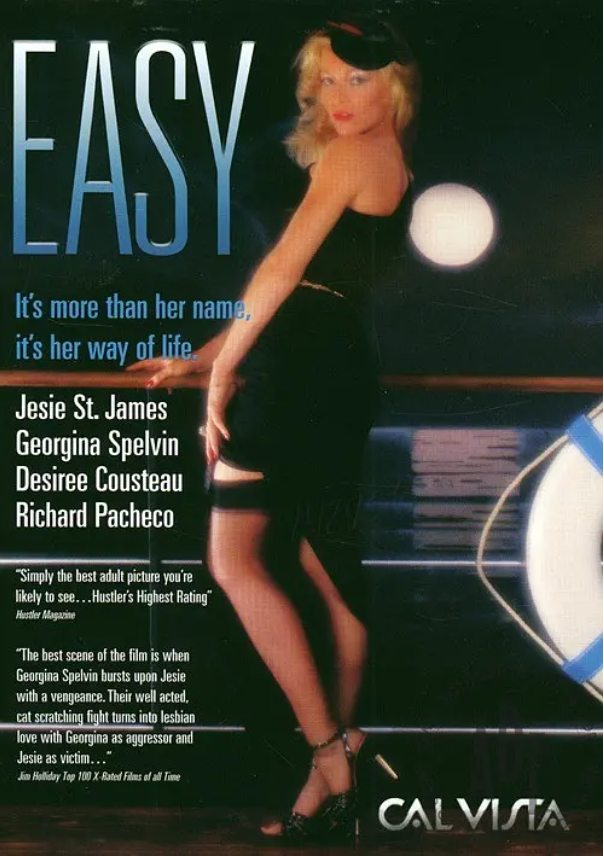 EASY
It's more than her name,
it's her way of life.
Jesie St. James
Georgina Spelvin
Desiree Cousteau
Richard Pacheco
"Simply the best adult picture you're
likely to see...Hustler's Highest Rating"
Hustler Magazine
"The best scene of the film is when
Georgina Spelvin bursts upon Jesie
with a vengeance. Their well acted,
cat scratching fight turns into lesbian
love with Georgina as aggressor and
Jesie as victim..."
Jim Holliday Top 100 X-Rated Films of all Time
CAL VISTA